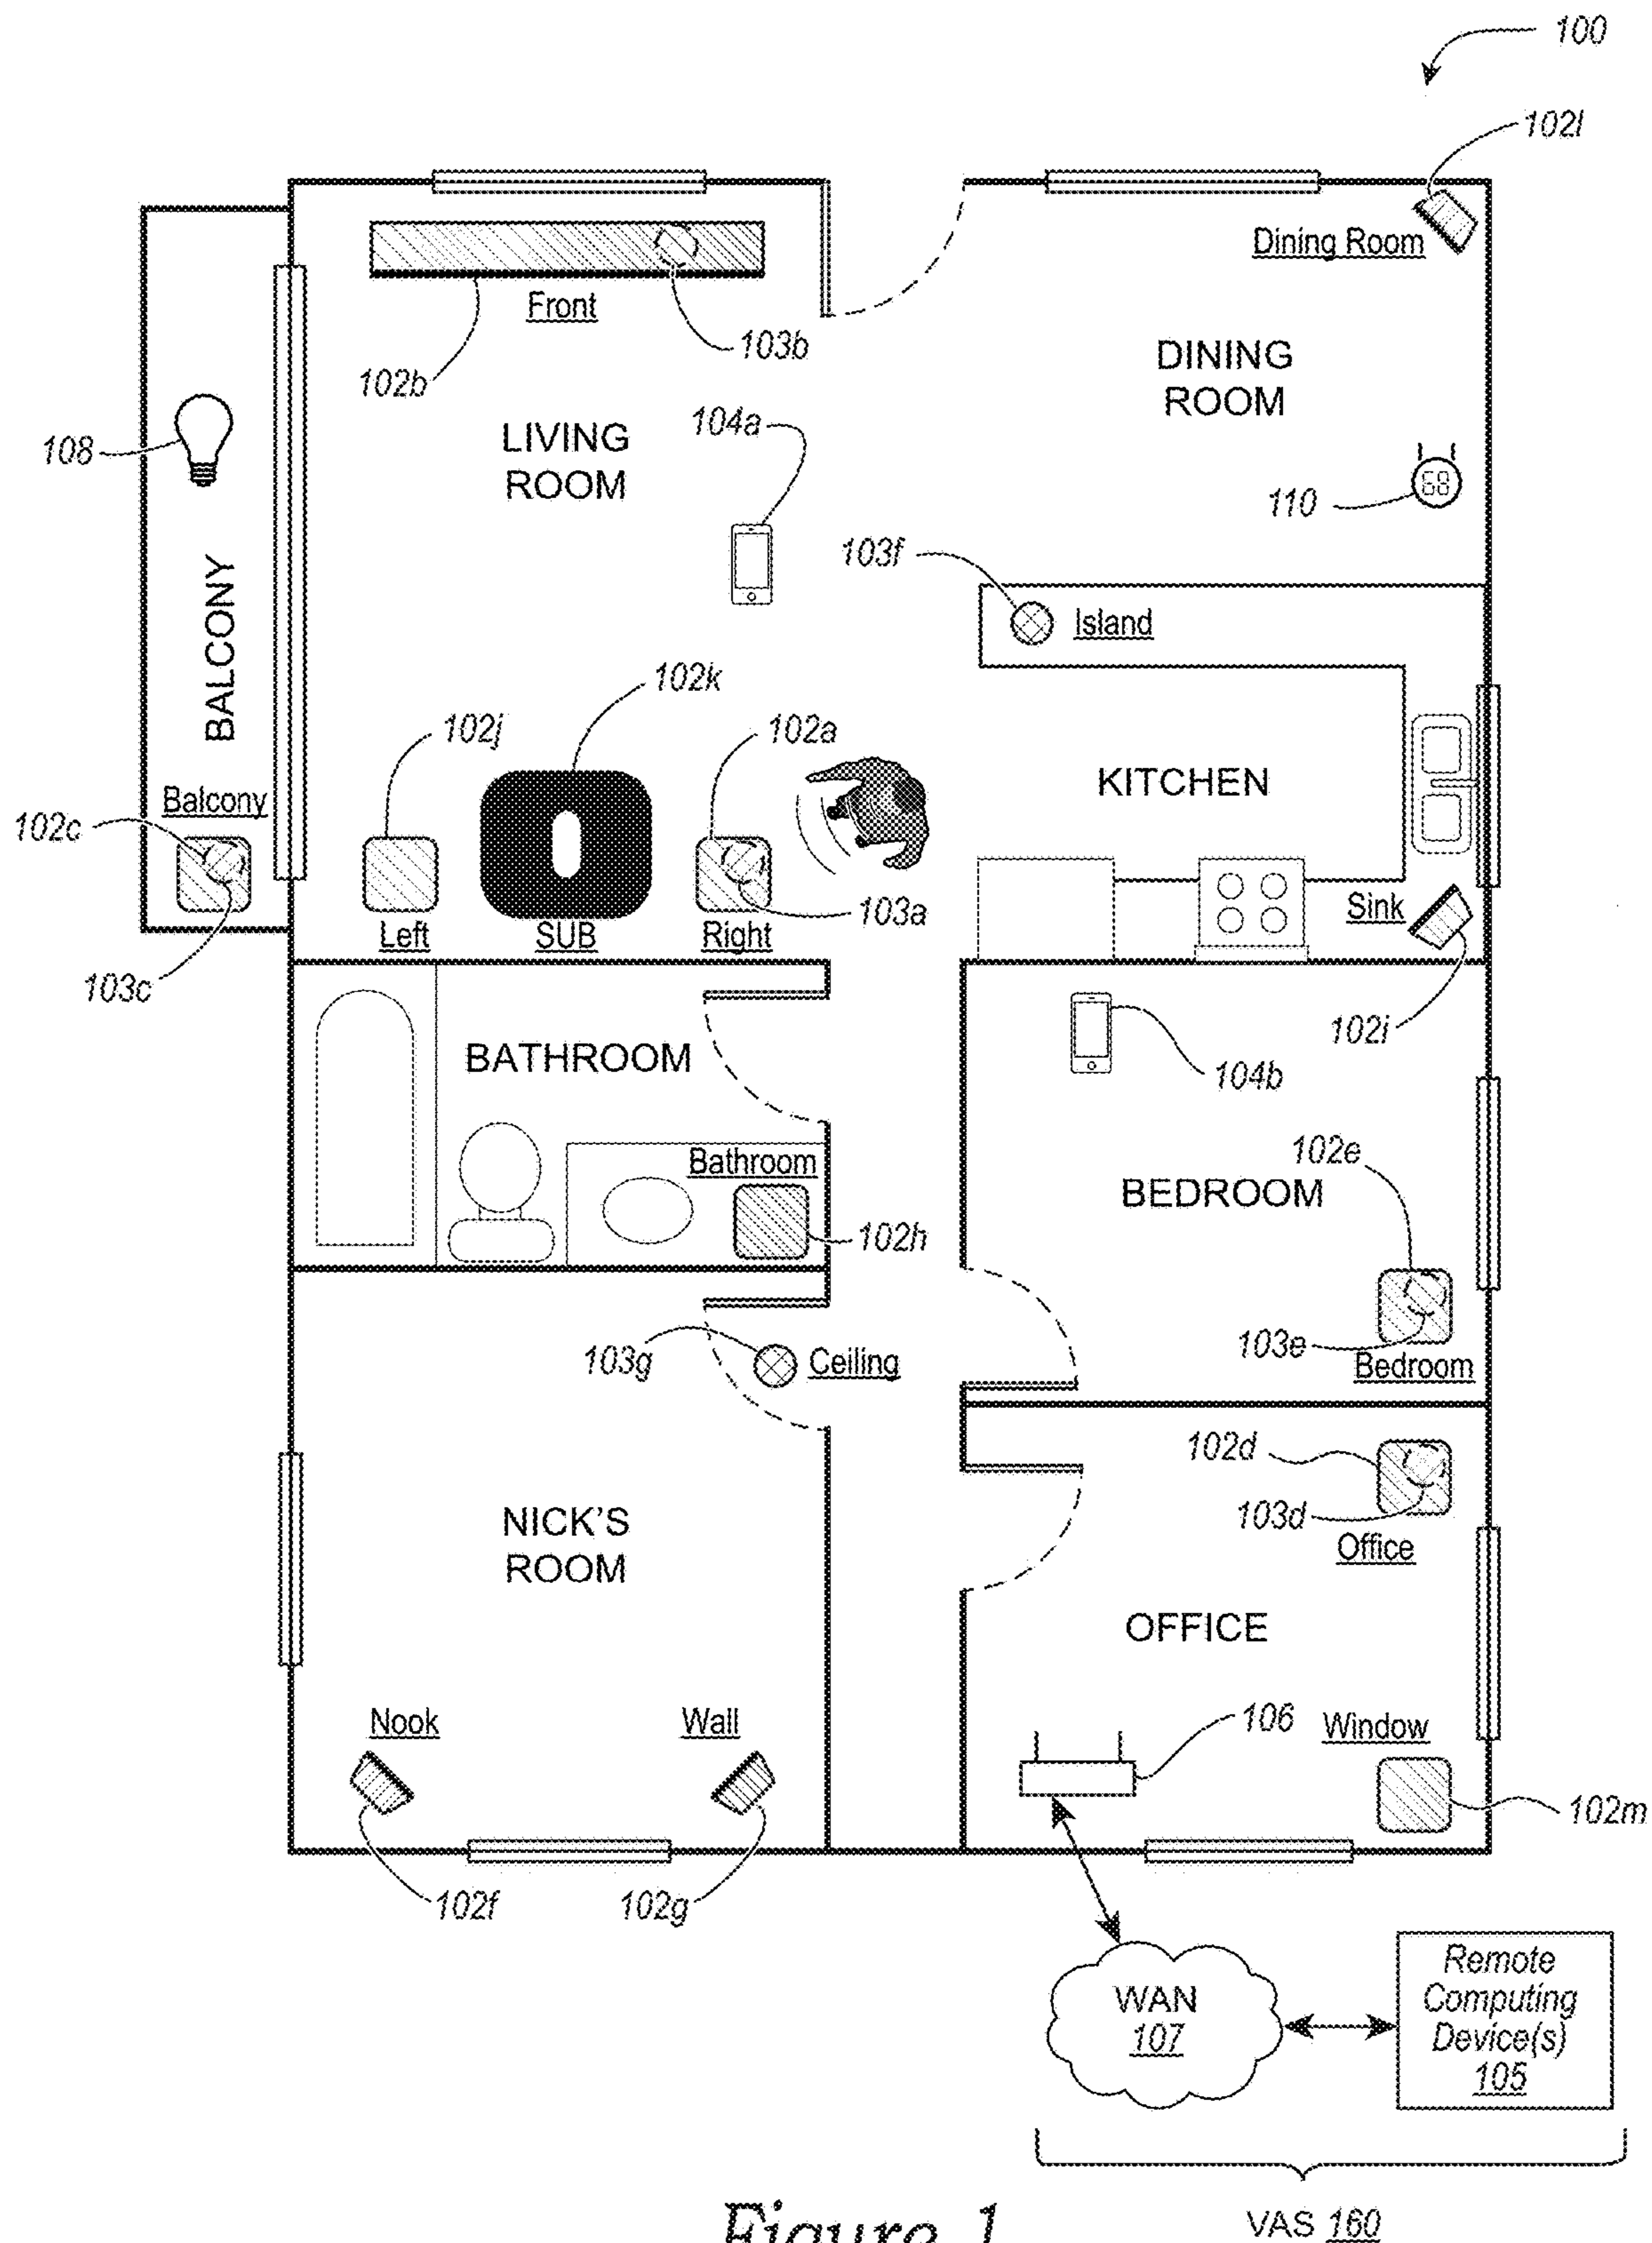 100
102l
Dining Room
Front
103b
102b
DINING
ROOM
104a
LIVING
ROOM
108
68
110
103f
Island
BALCONY
102k
102j
102a
KITCHEN
Balcony
102c
103a
Sink
Left
SUB
Right
103c
102i
BATHROOM
104b
Bathroom
102e
BEDROOM
102h
103e
Bedroom
103g
Ceiling
102d
103d
Office
NICK'S
ROOM
OFFICE
Nook
Wall
106
Window
102m
102f
102g
WAN
107
Remote
Computing
Device(s)
105
VAS 160
Figure 1